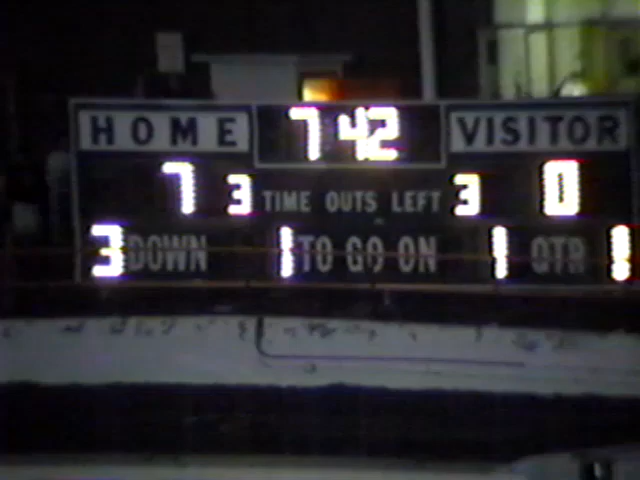 HOME 7 42 VISITOR
7 3 TIME OUTS LEFT 3 0
3 DOWN 1 TO GO ON 1 QTR 1